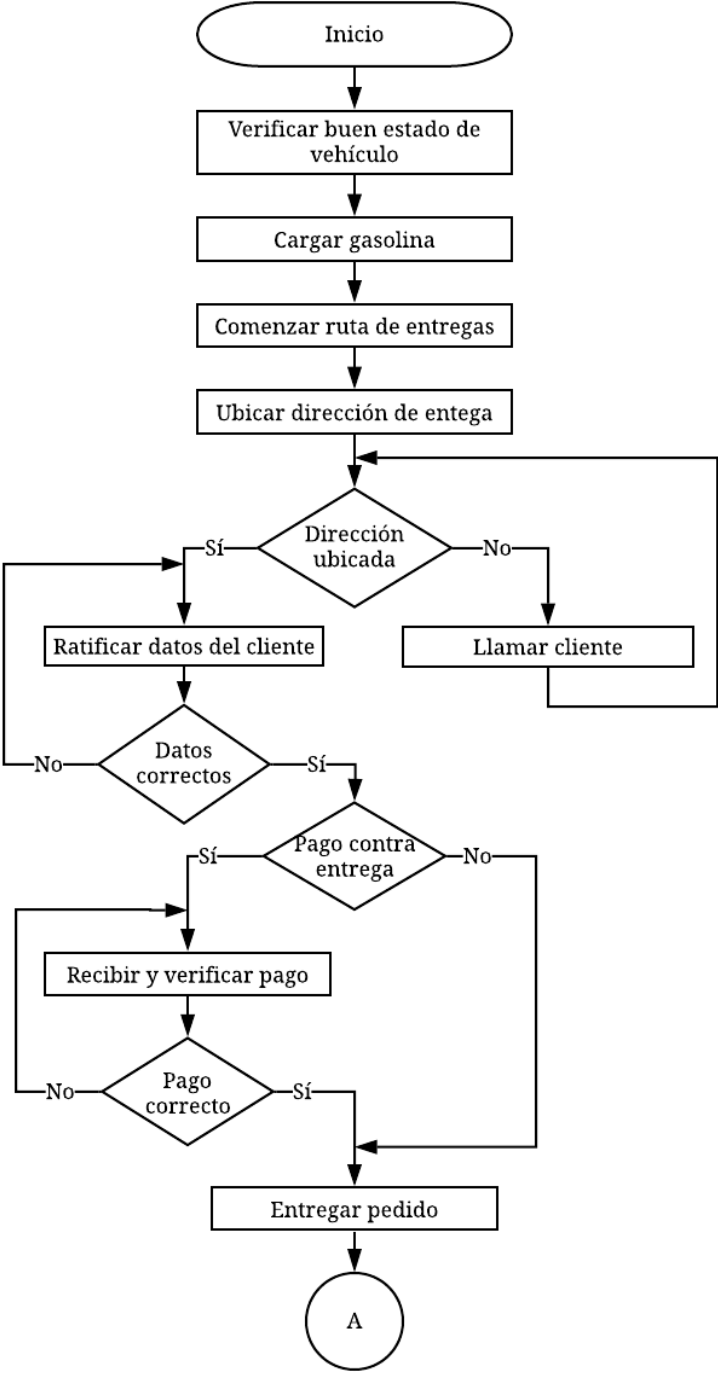 Inicio
Verificar buen estado de
vehículo
Cargar gasolina
Comenzar ruta de entregas
Ubicar dirección de entega
Dirección
ubicada
Sí
No
Ratificar datos del cliente
Llamar cliente
Datos
correctos
No
Sí
Pago contra
entrega
Sí
No
Recibir y verificar pago
Pago
correcto
No
Sí
Entregar pedido
A